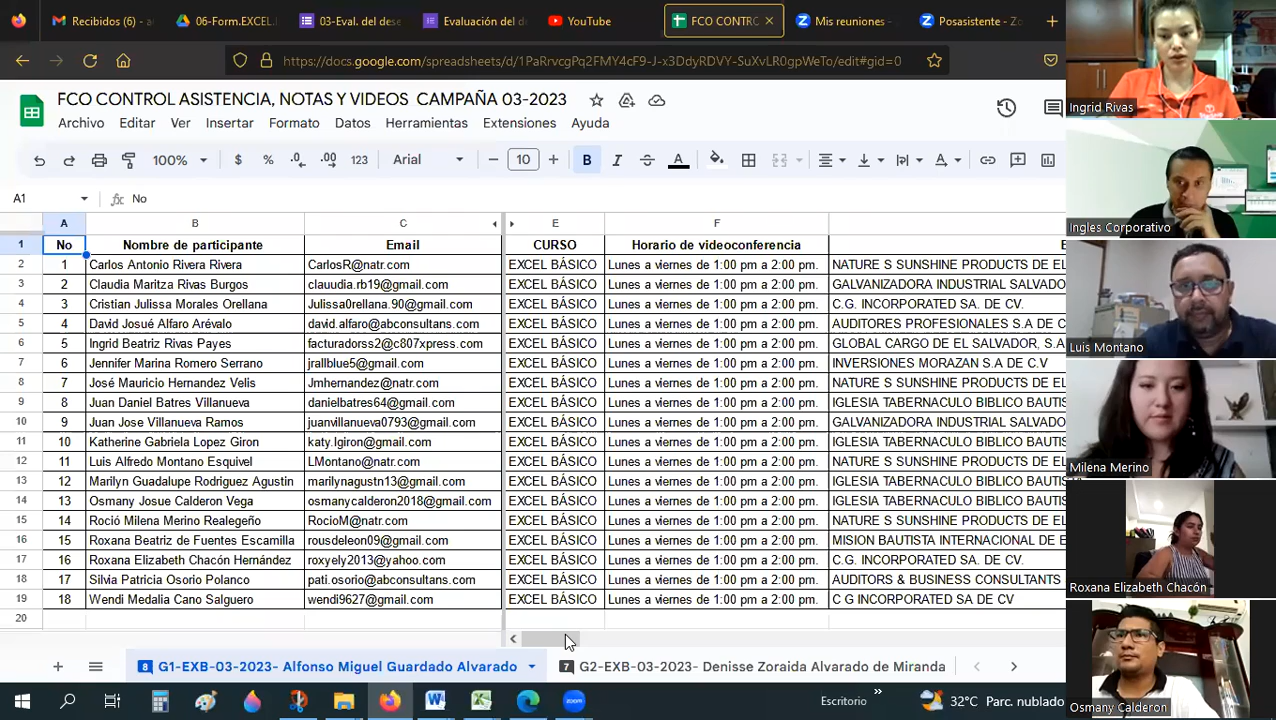 Recibidos (6) - a
06-Form.EXCEL.
03-Eval. del dese
Evaluación del d
YouTube
FCO CONTRO
Mis reuniones -
Posasistente - Zo
https://docs.google.com/spreadsheets/d/1PaRrvcgPq2FMY4cF9-J-x3DdyRDVY-SuXvLR0gpWeTo/edit#gid=0
FCO CONTROL ASISTENCIA, NOTAS Y VIDEOS CAMPAÑA 03-2023
Archivo Editar Ver Insertar Formato Datos Herramientas Extensiones Ayuda
100% $ % .0 .00 123 Arial 10 B I A
A1 fx No
A B C E F
1 No Nombre de participante Email CURSO Horario de videoconferencia E
2 1 Carlos Antonio Rivera Rivera CarlosR@natr.com EXCEL BÁSICO Lunes a viernes de 1:00 pm a 2:00 pm. NATURE S SUNSHINE PRODUCTS DE EL
3 2 Claudia Maritza Rivas Burgos clauudia.rb19@gmail.com EXCEL BÁSICO Lunes a viernes de 1:00 pm a 2:00 pm. GALVANIZADORA INDUSTRIAL SALVADO
4 3 Cristian Julissa Morales Orellana Julissa0rellana.90@gmail.com EXCEL BÁSICO Lunes a viernes de 1:00 pm a 2:00 pm. C.G. INCORPORATED SA. DE CV.
5 4 David Josué Alfaro Arévalo david.alfaro@abconsultans.com EXCEL BÁSICO Lunes a viernes de 1:00 pm a 2:00 pm. AUDITORES PROFESIONALES S.A DE C
6 5 Ingrid Beatriz Rivas Payes facturadorss2@c807xpress.com EXCEL BÁSICO Lunes a viernes de 1:00 pm a 2:00 pm. GLOBAL CARGO DE EL SALVADOR, S.A
7 6 Jennifer Marina Romero Serrano jrallblue5@gmail.com EXCEL BÁSICO Lunes a viernes de 1:00 pm a 2:00 pm. INVERSIONES MORAZAN S.A DE C.V
8 7 José Mauricio Hernandez Velis Jmhernandez@natr.com EXCEL BÁSICO Lunes a viernes de 1:00 pm a 2:00 pm. NATURE S SUNSHINE PRODUCTS DE EL
9 8 Juan Daniel Batres Villanueva danielbatres64@gmail.com EXCEL BÁSICO Lunes a viernes de 1:00 pm a 2:00 pm. IGLESIA TABERNACULO BIBLICO BAUTIS
10 9 Juan Jose Villanueva Ramos juanvillanueva0793@gmail.com EXCEL BÁSICO Lunes a viernes de 1:00 pm a 2:00 pm. GALVANIZADORA INDUSTRIAL SALVADO
11 10 Katherine Gabriela Lopez Giron katy.lgiron@gmail.com EXCEL BÁSICO Lunes a viernes de 1:00 pm a 2:00 pm. IGLESIA TABERNACULO BIBLICO BAUTIS
12 11 Luis Alfredo Montano Esquivel LMontano@natr.com EXCEL BÁSICO Lunes a viernes de 1:00 pm a 2:00 pm. NATURE S SUNSHINE PRODUCTS DE EL
13 12 Marilyn Guadalupe Rodriguez Agustin marilynagustn13@gmail.com EXCEL BÁSICO Lunes a viernes de 1:00 pm a 2:00 pm. IGLESIA TABERNACULO BIBLICO BAUTIS
14 13 Osmany Josue Calderon Vega osmanycalderon2018@gmail.com EXCEL BÁSICO Lunes a viernes de 1:00 pm a 2:00 pm. IGLESIA TABERNACULO BIBLICO BAUTIS
15 14 Roció Milena Merino Realegeño RocioM@natr.com EXCEL BÁSICO Lunes a viernes de 1:00 pm a 2:00 pm. NATURE S SUNSHINE PRODUCTS DE EL
16 15 Roxana Beatriz de Fuentes Escamilla rousdeleon09@gmail.com EXCEL BÁSICO Lunes a viernes de 1:00 pm a 2:00 pm. MISION BAUTISTA INTERNACIONAL DE E
17 16 Roxana Elizabeth Chacón Hernández roxyely2013@yahoo.com EXCEL BÁSICO Lunes a viernes de 1:00 pm a 2:00 pm. C.G. INCORPORATED SA. DE CV.
18 17 Silvia Patricia Osorio Polanco pati.osorio@abconsultans.com EXCEL BÁSICO Lunes a viernes de 1:00 pm a 2:00 pm. AUDITORS & BUSINESS CONSULTANTS
19 18 Wendi Medalia Cano Salguero wendi9627@gmail.com EXCEL BÁSICO Lunes a viernes de 1:00 pm a 2:00 pm. C G INCORPORATED SA DE CV
20
8 G1-EXB-03-2023- Alfonso Miguel Guardado Alvarado
7 G2-EXB-03-2023- Denisse Zoraida Alvarado de Miranda
Escritorio
32°C Parc. nublado
Ingrid Rivas
Ingles Corporativo
Luis Montano
Milena Merino
Roxana Elizabeth Chacón
Osmany Calderon